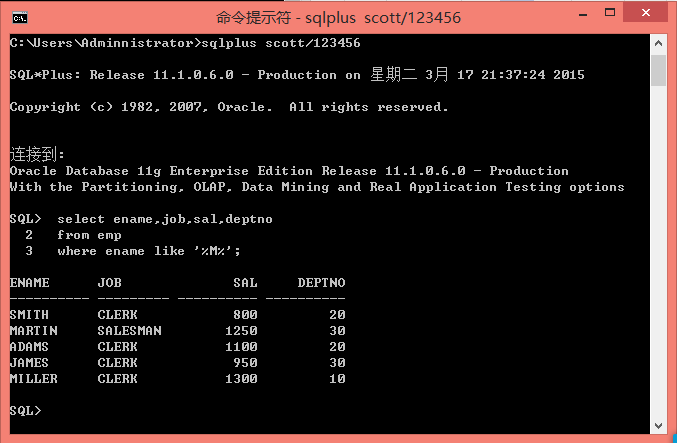 命令提示符 - sqlplus scott/123456
C:\Users\Adminnistrator>sqlplus scott/123456
SQL*Plus: Release 11.1.0.6.0 - Production on 星期二 3月 17 21:37:24 2015
Copyright (c) 1982, 2007, Oracle.  All rights reserved.
连接到:
Oracle Database 11g Enterprise Edition Release 11.1.0.6.0 - Production
With the Partitioning, OLAP, Data Mining and Real Application Testing options
SQL>  select ename,job,sal,deptno
  2   from emp
  3   where ename like '%M%';
ENAME      JOB              SAL     DEPTNO
---------- --------- ---------- ----------
SMITH      CLERK            800         20
MARTIN     SALESMAN        1250         30
ADAMS      CLERK           1100         20
JAMES      CLERK            950         30
MILLER     CLERK           1300         10
SQL>